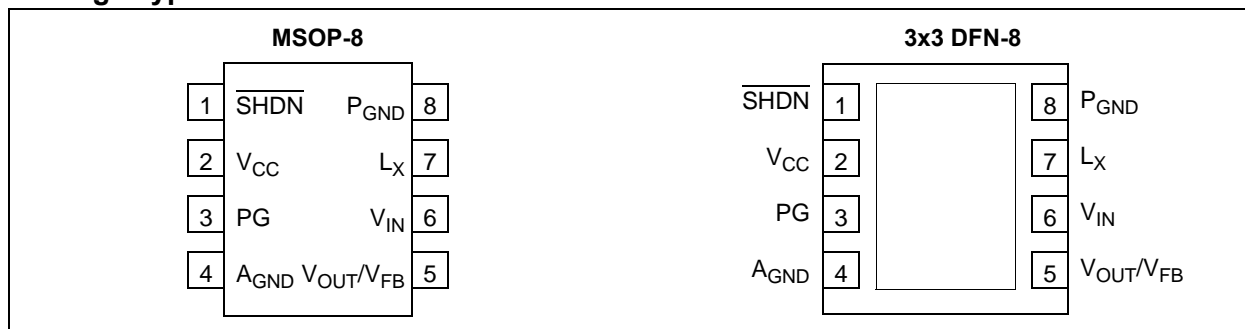 MSOP-8
1 SHDN PGND 8
2 VCC LX 7
3 PG VIN 6
4 AGND VOUT/VFB 5
3x3 DFN-8
SHDN 1 8 PGND
VCC 2 7 LX
PG 3 6 VIN
AGND 4 5 VOUT/VFB